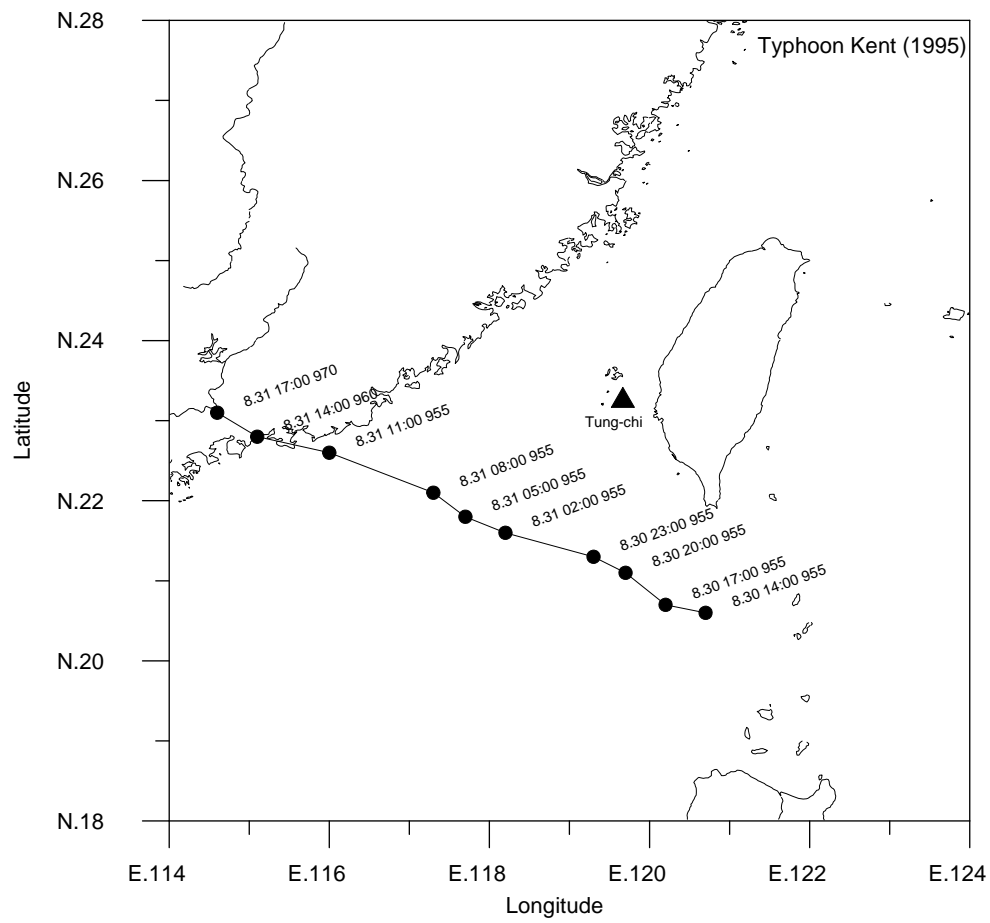 N.28
Typhoon Kent (1995)
N.26
N.24
8.31 17:00 970
8.31 14:00 960
8.31 11:00 955
Tung-chi
Latitude
8.31 08:00 955
8.31 05:00 955
8.31 02:00 955
N.22
8.30 23:00 955
8.30 20:00 955
8.30 17:00 955
8.30 14:00 955
N.20
N.18
E.114 E.116 E.118 E.120 E.122 E.124
Longitude